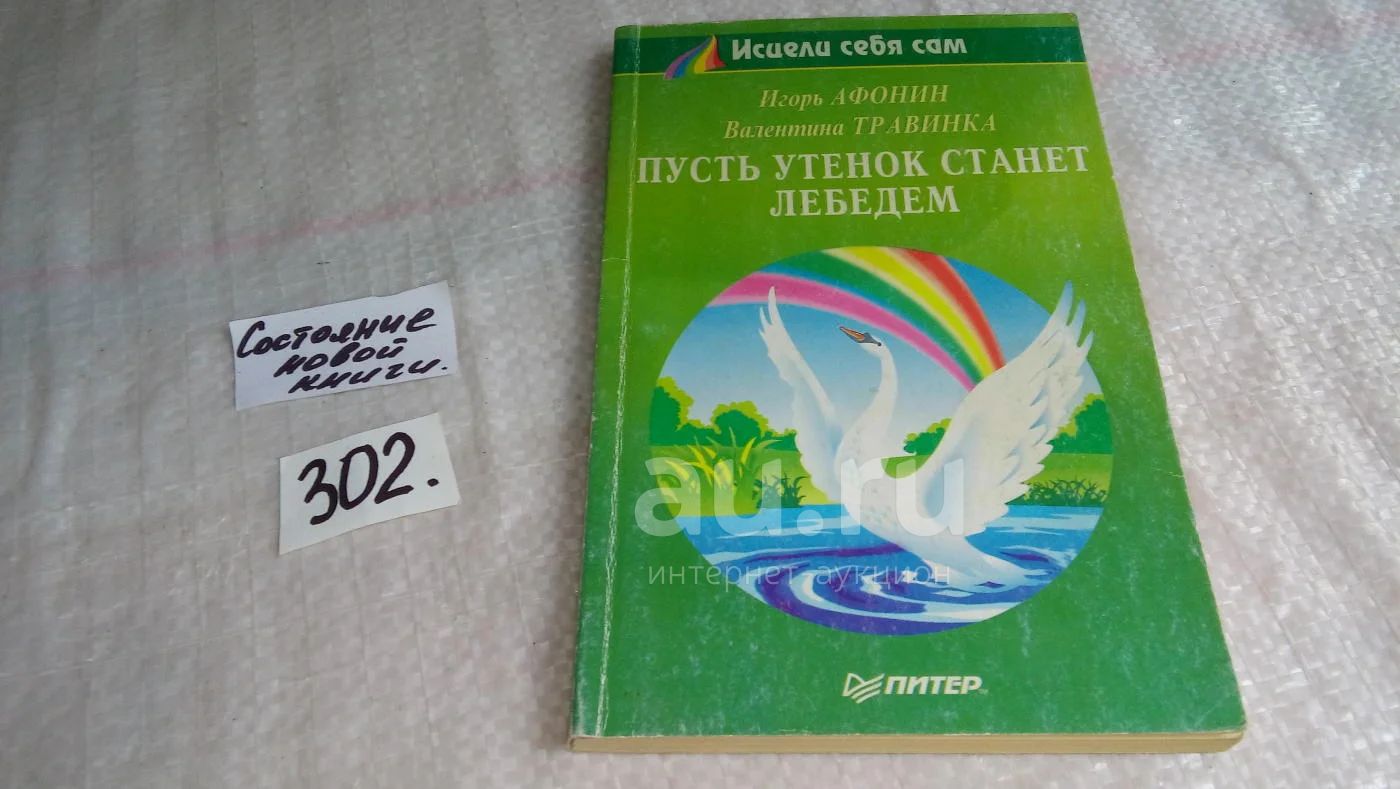 Исцели себя сам
Игорь АФОНИН
Валентина ТРАВИНКА
ПУСТЬ УТЕНОК СТАНЕТ
ЛЕБЕДЕМ
Состояние
новой
книги.
302.
au.ru
интернет аукцион
ПИТЕР